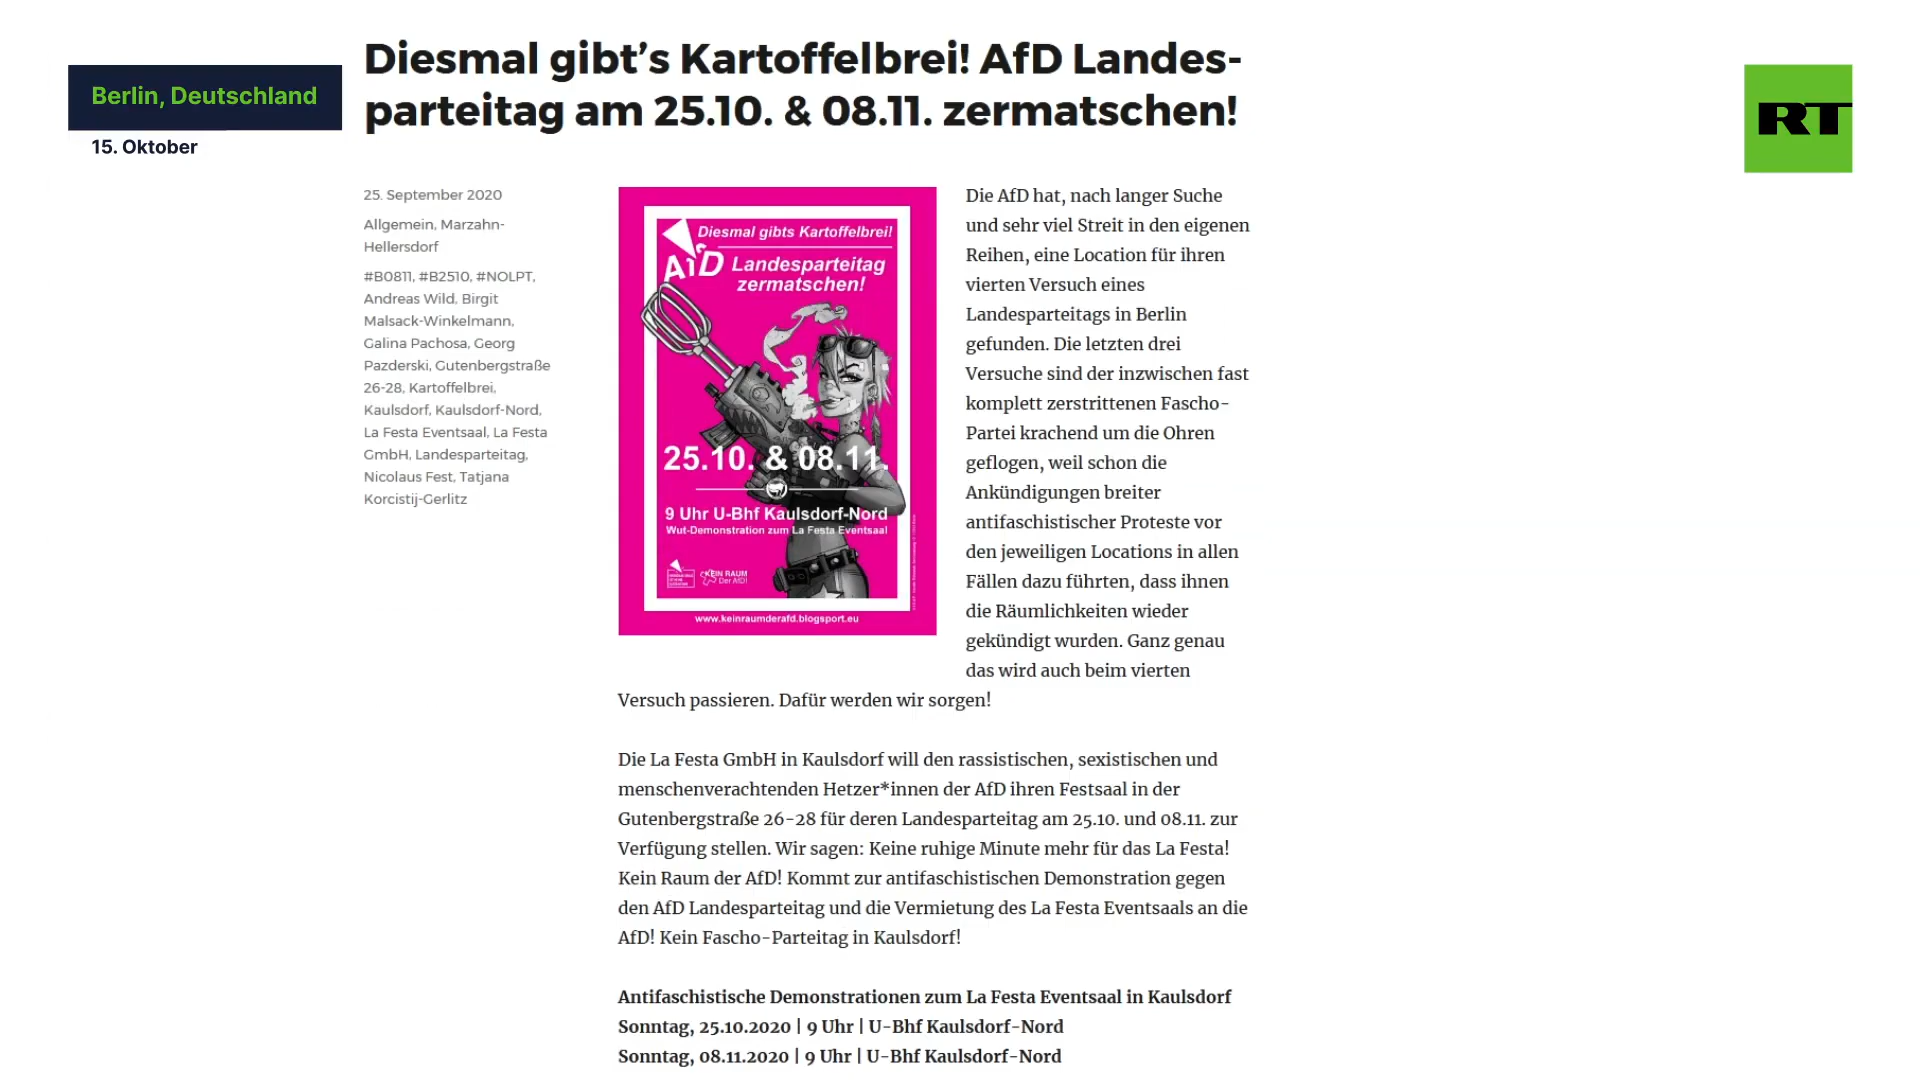 Berlin, Deutschland
15. Oktober
RT
Diesmal gibt’s Kartoffelbrei! AfD Landes-
parteitag am 25.10. & 08.11. zermatschen!
25. September 2020
Allgemein, Marzahn-
Hellersdorf
#B0811, #B2510, #NOLPT,
Andreas Wild, Birgit
Malsack-Winkelmann,
Galina Pachosa, Georg
Pazderski, Gutenbergstraße
26-28, Kartoffelbrei,
Kaulsdorf, Kaulsdorf-Nord,
La Festa Eventsaal, La Festa
GmbH, Landesparteitag,
Nicolaus Fest, Tatjana
Korcistij-Gerlitz
Diesmal gibts Kartoffelbrei!
AfD Landesparteitag
zermatschen!
25.10. & 08.11.
9 Uhr U-Bhf Kaulsdorf-Nord
Wut-Demonstration zum La Festa Eventsaal
KEIN RAUM
Der AfD!
www.keinraumderafd.blogsport.eu
Die AfD hat, nach langer Suche
und sehr viel Streit in den eigenen
Reihen, eine Location für ihren
vierten Versuch eines
Landesparteitags in Berlin
gefunden. Die letzten drei
Versuche sind der inzwischen fast
komplett zerstrittenen Fascho-
Partei krachend um die Ohren
geflogen, weil schon die
Ankündigungen breiter
antifaschistischer Proteste vor
den jeweiligen Locations in allen
Fällen dazu führten, dass ihnen
die Räumlichkeiten wieder
gekündigt wurden. Ganz genau
das wird auch beim vierten
Versuch passieren. Dafür werden wir sorgen!
Die La Festa GmbH in Kaulsdorf will den rassistischen, sexistischen und
menschenverachtenden Hetzer*innen der AfD ihren Festsaal in der
Gutenbergstraße 26-28 für deren Landesparteitag am 25.10. und 08.11. zur
Verfügung stellen. Wir sagen: Keine ruhige Minute mehr für das La Festa!
Kein Raum der AfD! Kommt zur antifaschistischen Demonstration gegen
den AfD Landesparteitag und die Vermietung des La Festa Eventsaals an die
AfD! Kein Fascho-Parteitag in Kaulsdorf!
Antifaschistische Demonstrationen zum La Festa Eventsaal in Kaulsdorf
Sonntag, 25.10.2020 | 9 Uhr | U-Bhf Kaulsdorf-Nord
Sonntag, 08.11.2020 | 9 Uhr | U-Bhf Kaulsdorf-Nord